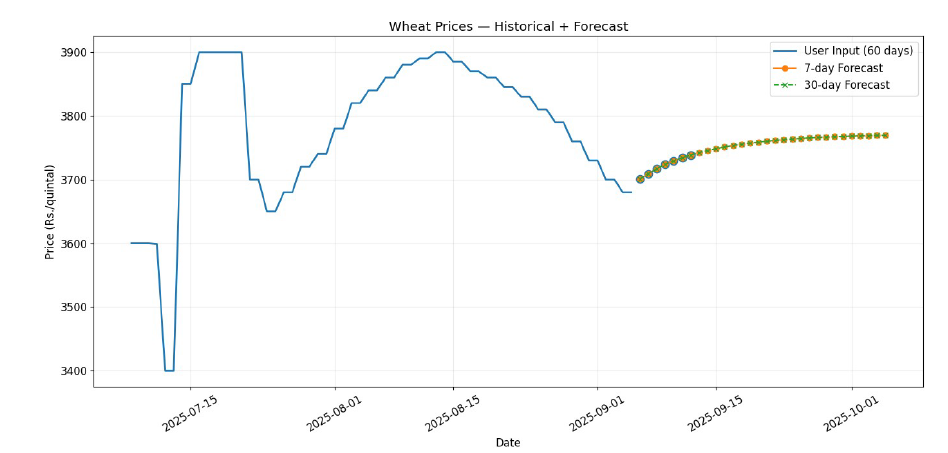 Wheat Prices — Historical + Forecast
User Input (60 days)
7-day Forecast
30-day Forecast
Price (Rs./quintal)
3900
3800
3700
3600
3500
3400
2025-07-15
2025-08-01
2025-08-15
2025-09-01
2025-09-15
2025-10-01
Date